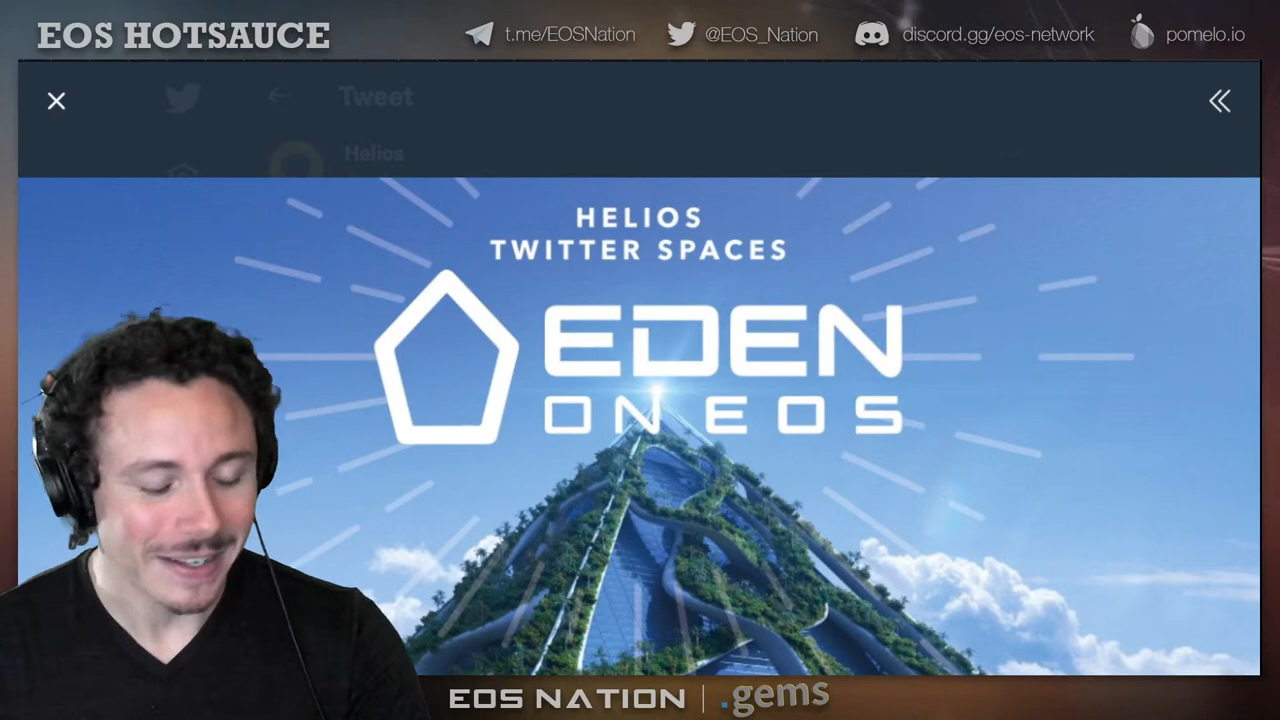 EOS HOTSAUCE
t.me/EOSNation
@EOS_Nation
discord.gg/eos-network
pomelo.io
Tweet
Helios
HELIOS
TWITTER SPACES
EDEN
ON EOS
EOS NATION | .gems